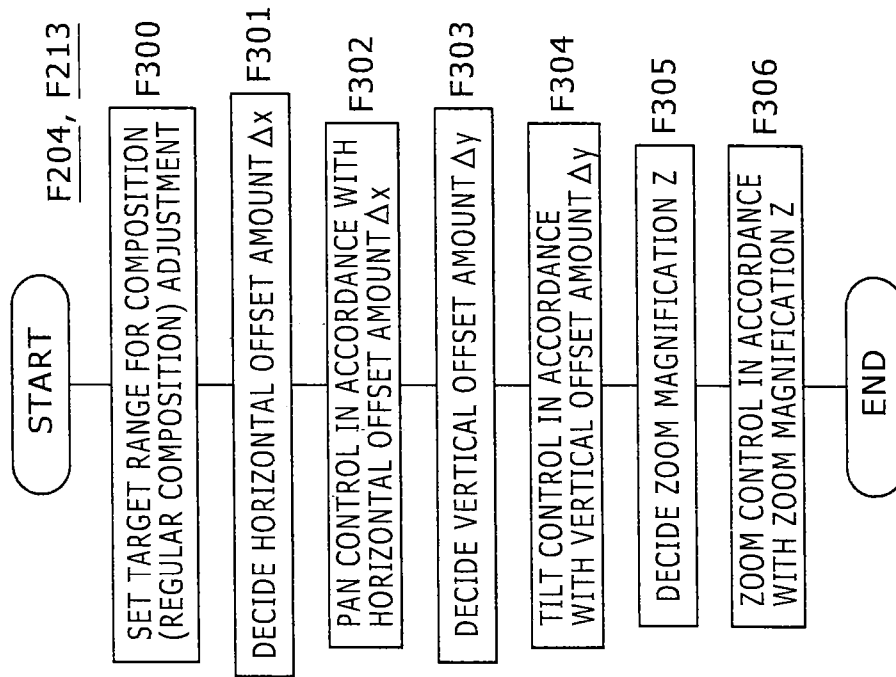 F204, F213
START
SET TARGET RANGE FOR COMPOSITION
(REGULAR COMPOSITION) ADJUSTMENT
F300
DECIDE HORIZONTAL OFFSET AMOUNT Δx
F301
PAN CONTROL IN ACCORDANCE WITH
HORIZONTAL OFFSET AMOUNT Δx
F302
DECIDE VERTICAL OFFSET AMOUNT Δy
F303
TILT CONTROL IN ACCORDANCE
WITH VERTICAL OFFSET AMOUNT Δy
F304
DECIDE ZOOM MAGNIFICATION Z
F305
ZOOM CONTROL IN ACCORDANCE
WITH ZOOM MAGNIFICATION Z
F306
END